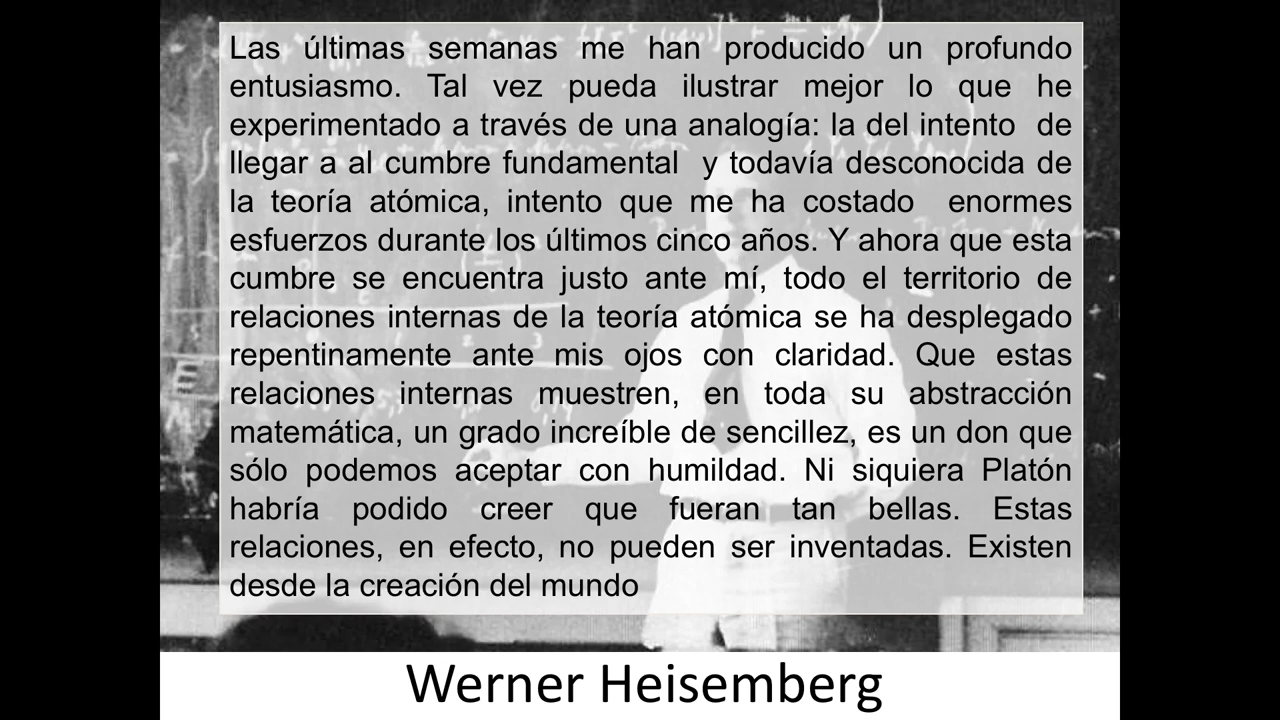 Las últimas semanas me han producido un profundo
entusiasmo. Tal vez pueda ilustrar mejor lo que he
experimentado a través de una analogía: la del intento de
llegar a al cumbre fundamental y todavía desconocida de
la teoría atómica, intento que me ha costado enormes
esfuerzos durante los últimos cinco años. Y ahora que esta
cumbre se encuentra justo ante mí, todo el territorio de
relaciones internas de la teoría atómica se ha desplegado
repentinamente ante mis ojos con claridad. Que estas
relaciones internas muestren, en toda su abstracción
matemática, un grado increíble de sencillez, es un don que
sólo podemos aceptar con humildad. Ni siquiera Platón
habría podido creer que fueran tan bellas. Estas
relaciones, en efecto, no pueden ser inventadas. Existen
desde la creación del mundo
Werner Heisemberg